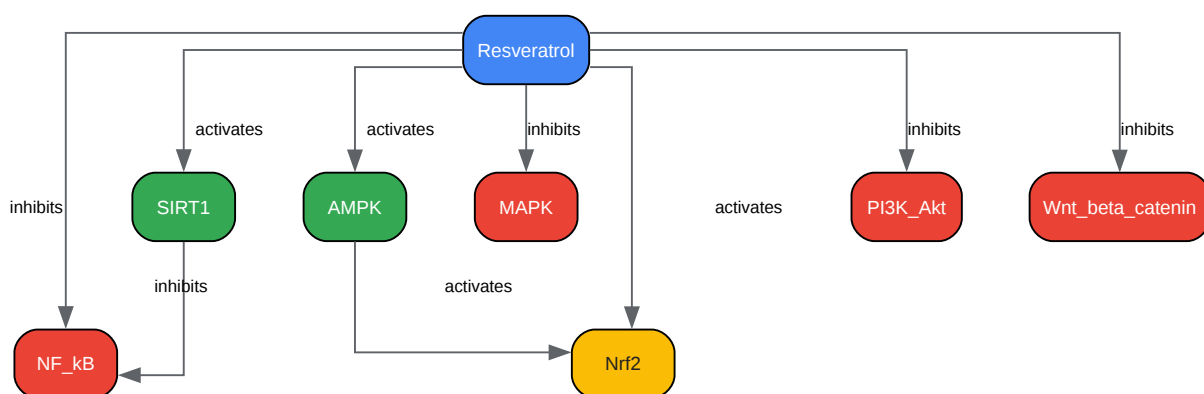 Resveratrol
activates
activates
inhibits
inhibits
inhibits
inhibits
SIRT1
AMPK
MAPK
activates
PI3K_Akt
Wnt_beta_catenin
inhibits
activates
NF_kB
Nrf2